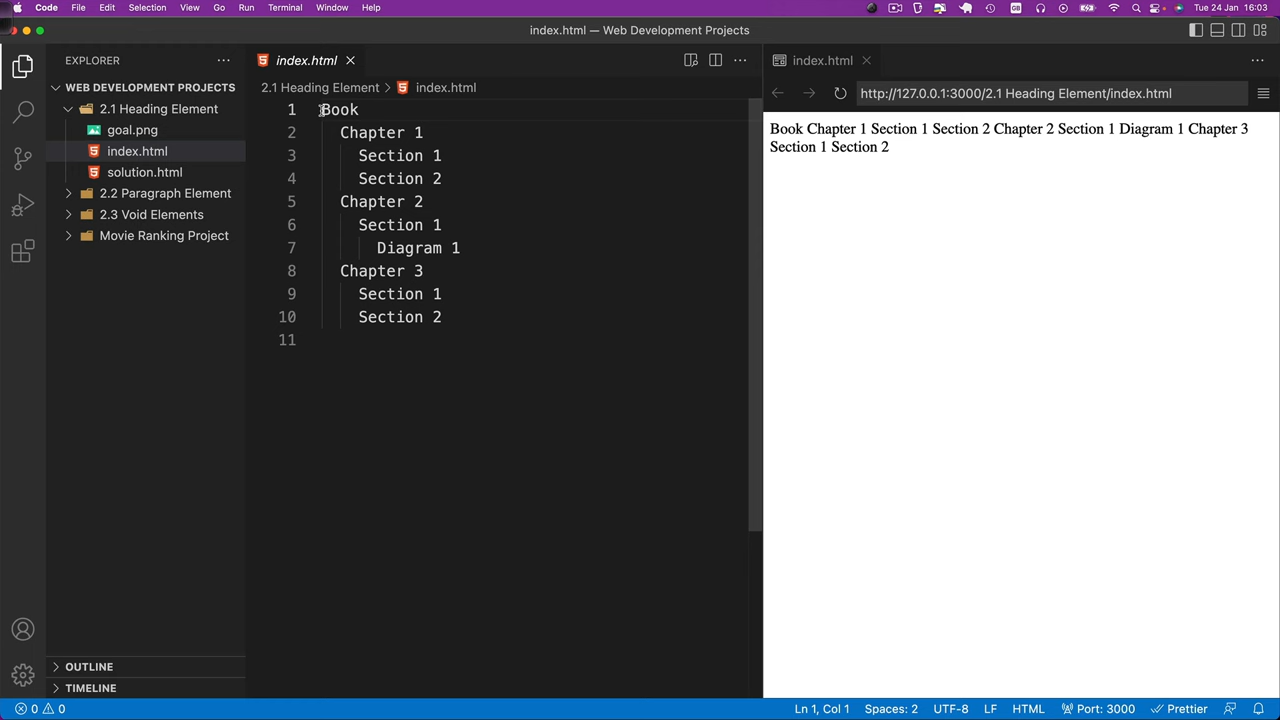 Code File Edit Selection View Go Run Terminal Window Help Tue 24 Jan 16:03
index.html — Web Development Projects
EXPLORER
WEB DEVELOPMENT PROJECTS
2.1 Heading Element
goal.png
index.html
solution.html
2.2 Paragraph Element
2.3 Void Elements
Movie Ranking Project
OUTLINE
TIMELINE
index.html
2.1 Heading Element > index.html
1 Book
2 Chapter 1
3 Section 1
4 Section 2
5 Chapter 2
6 Section 1
7 Diagram 1
8 Chapter 3
9 Section 1
10 Section 2
11
index.html
http://127.0.0.1:3000/2.1 Heading Element/index.html
Book Chapter 1 Section 1 Section 2 Chapter 2 Section 1 Diagram 1 Chapter 3
Section 1 Section 2
0 0 Ln 1, Col 1 Spaces: 2 UTF-8 LF HTML Port: 3000 Prettier